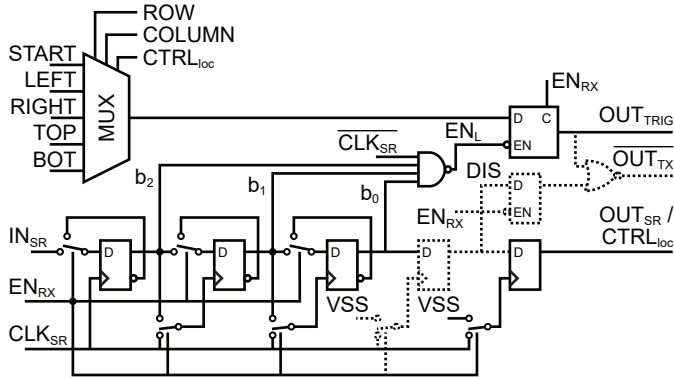 ROW
COLUMN
CTRLloc
START
LEFT
RIGHT
TOP
BOT
MUX
ENRX
D C
EN
OUTTRIG
CLKSR
ENL
OUTTX
b2
b1
b0
DIS
D
EN
ENRX
OUTSR /
CTRLloc
INSR
D
D
D
D
D
ENRX
VSS
VSS
CLKSR